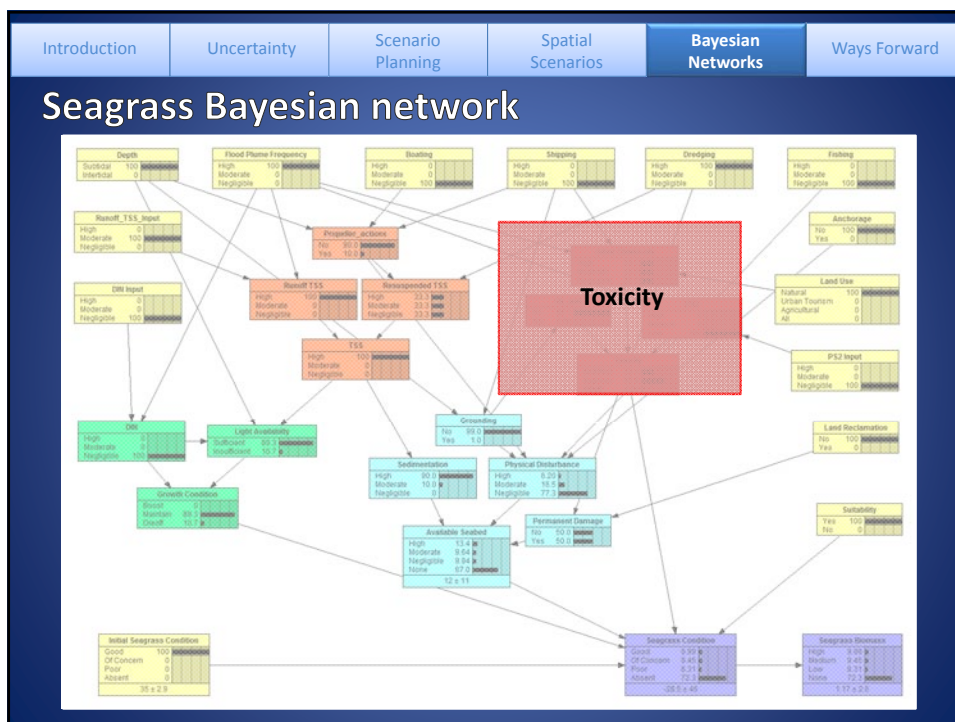 Introduction
Uncertainty
Scenario
Planning
Spatial
Scenarios
Bayesian
Networks
Ways Forward
Seagrass Bayesian network
Depth
Subtidal 100
Intertidal 0
Flood Plume Frequency
High 100
Moderate 0
Negligible 0
Boating
High 0
Moderate 0
Negligible 100
Shipping
High 0
Moderate 0
Negligible 100
Dredging
High 100
Moderate 0
Negligible 0
Fishing
High 0
Moderate 0
Negligible 100
Runoff_TSS_Input
High 0
Moderate 100
Negligible 0
Propeller_actions
No 90.0
Yes 10.0
Anchorage
No 100
Yes 0
DIN Input
High 0
Moderate 0
Negligible 100
Runoff TSS
High 100
Moderate 0
Negligible 0
Resuspended TSS
High 33.3
Moderate 33.3
Negligible 33.3
Toxicity
Land Use
Natural 100
Urban Tourism 0
Agricultural 0
All 0
TSS
High 100
Moderate 0
Negligible 0
PS2 Input
High 0
Moderate 0
Negligible 100
DIN
High 0
Moderate 0
Negligible 100
Light Availability
Sufficient 89.3
Insufficient 10.7
Grounding
No 99.0
Yes 1.0
Land Reclamation
No 100
Yes 0
Sedimentation
High 90.0
Moderate 10.0
Negligible 0
Physical Disturbance
High 6.20
Moderate 16.5
Negligible 77.3
Growth Condition
Boost 0
Maintain 89.3
Dieoff 10.7
Permanent Damage
No 50.0
Yes 50.0
Suitability
Yes 100
No 0
Available Seabed
High 13.4
Moderate 9.64
Negligible 9.94
None 67.0
12 ± 11
Initial Seagrass Condition
Good 100
Of Concern 0
Poor 0
Absent 0
35 ± 2.9
Seagrass Condition
Good
Of Concern 9.45
Poor 8.31
Absent 72.3
Seagrass Biomass
High
Medium 9.45
Low 8.31
None 72.3